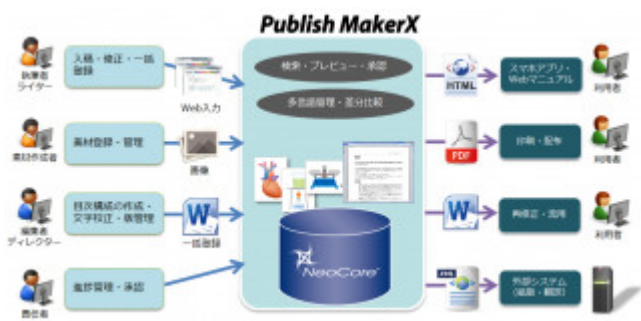 Publish MakerX
執筆者
ライター
入稿・修正・一括
登録
Web入力
検索・プレビュー・承認
多言語管理・差分比較
HTML
スマホアプリ・
Webマニュアル
利用者
素材作成者
素材登録・管理
画像
PDF
印刷・配布
利用者
編集者
ディレクター
目次構成の作成・
文字校正・版管理
W
一括登録
W
再修正・流用
利用者
責任者
進捗管理・承認
NeoCore
XML
外部システム